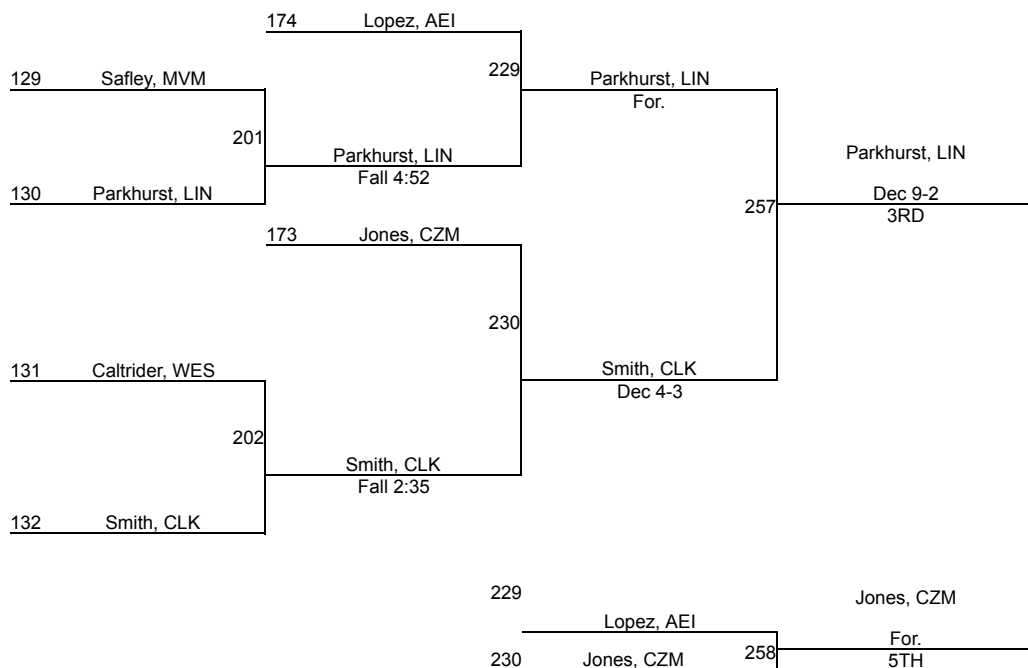 174 Lopez, AEI
229
129 Safley, MVM
Parkhurst, LIN
For.
201
Parkhurst, LIN
Fall 4:52
Parkhurst, LIN
130 Parkhurst, LIN
257
Dec 9-2
3RD
173 Jones, CZM
230
131 Caltrider, WES
Smith, CLK
Dec 4-3
202
Smith, CLK
Fall 2:35
132 Smith, CLK
229
Jones, CZM
Lopez, AEI
For.
258
5TH
230 Jones, CZM